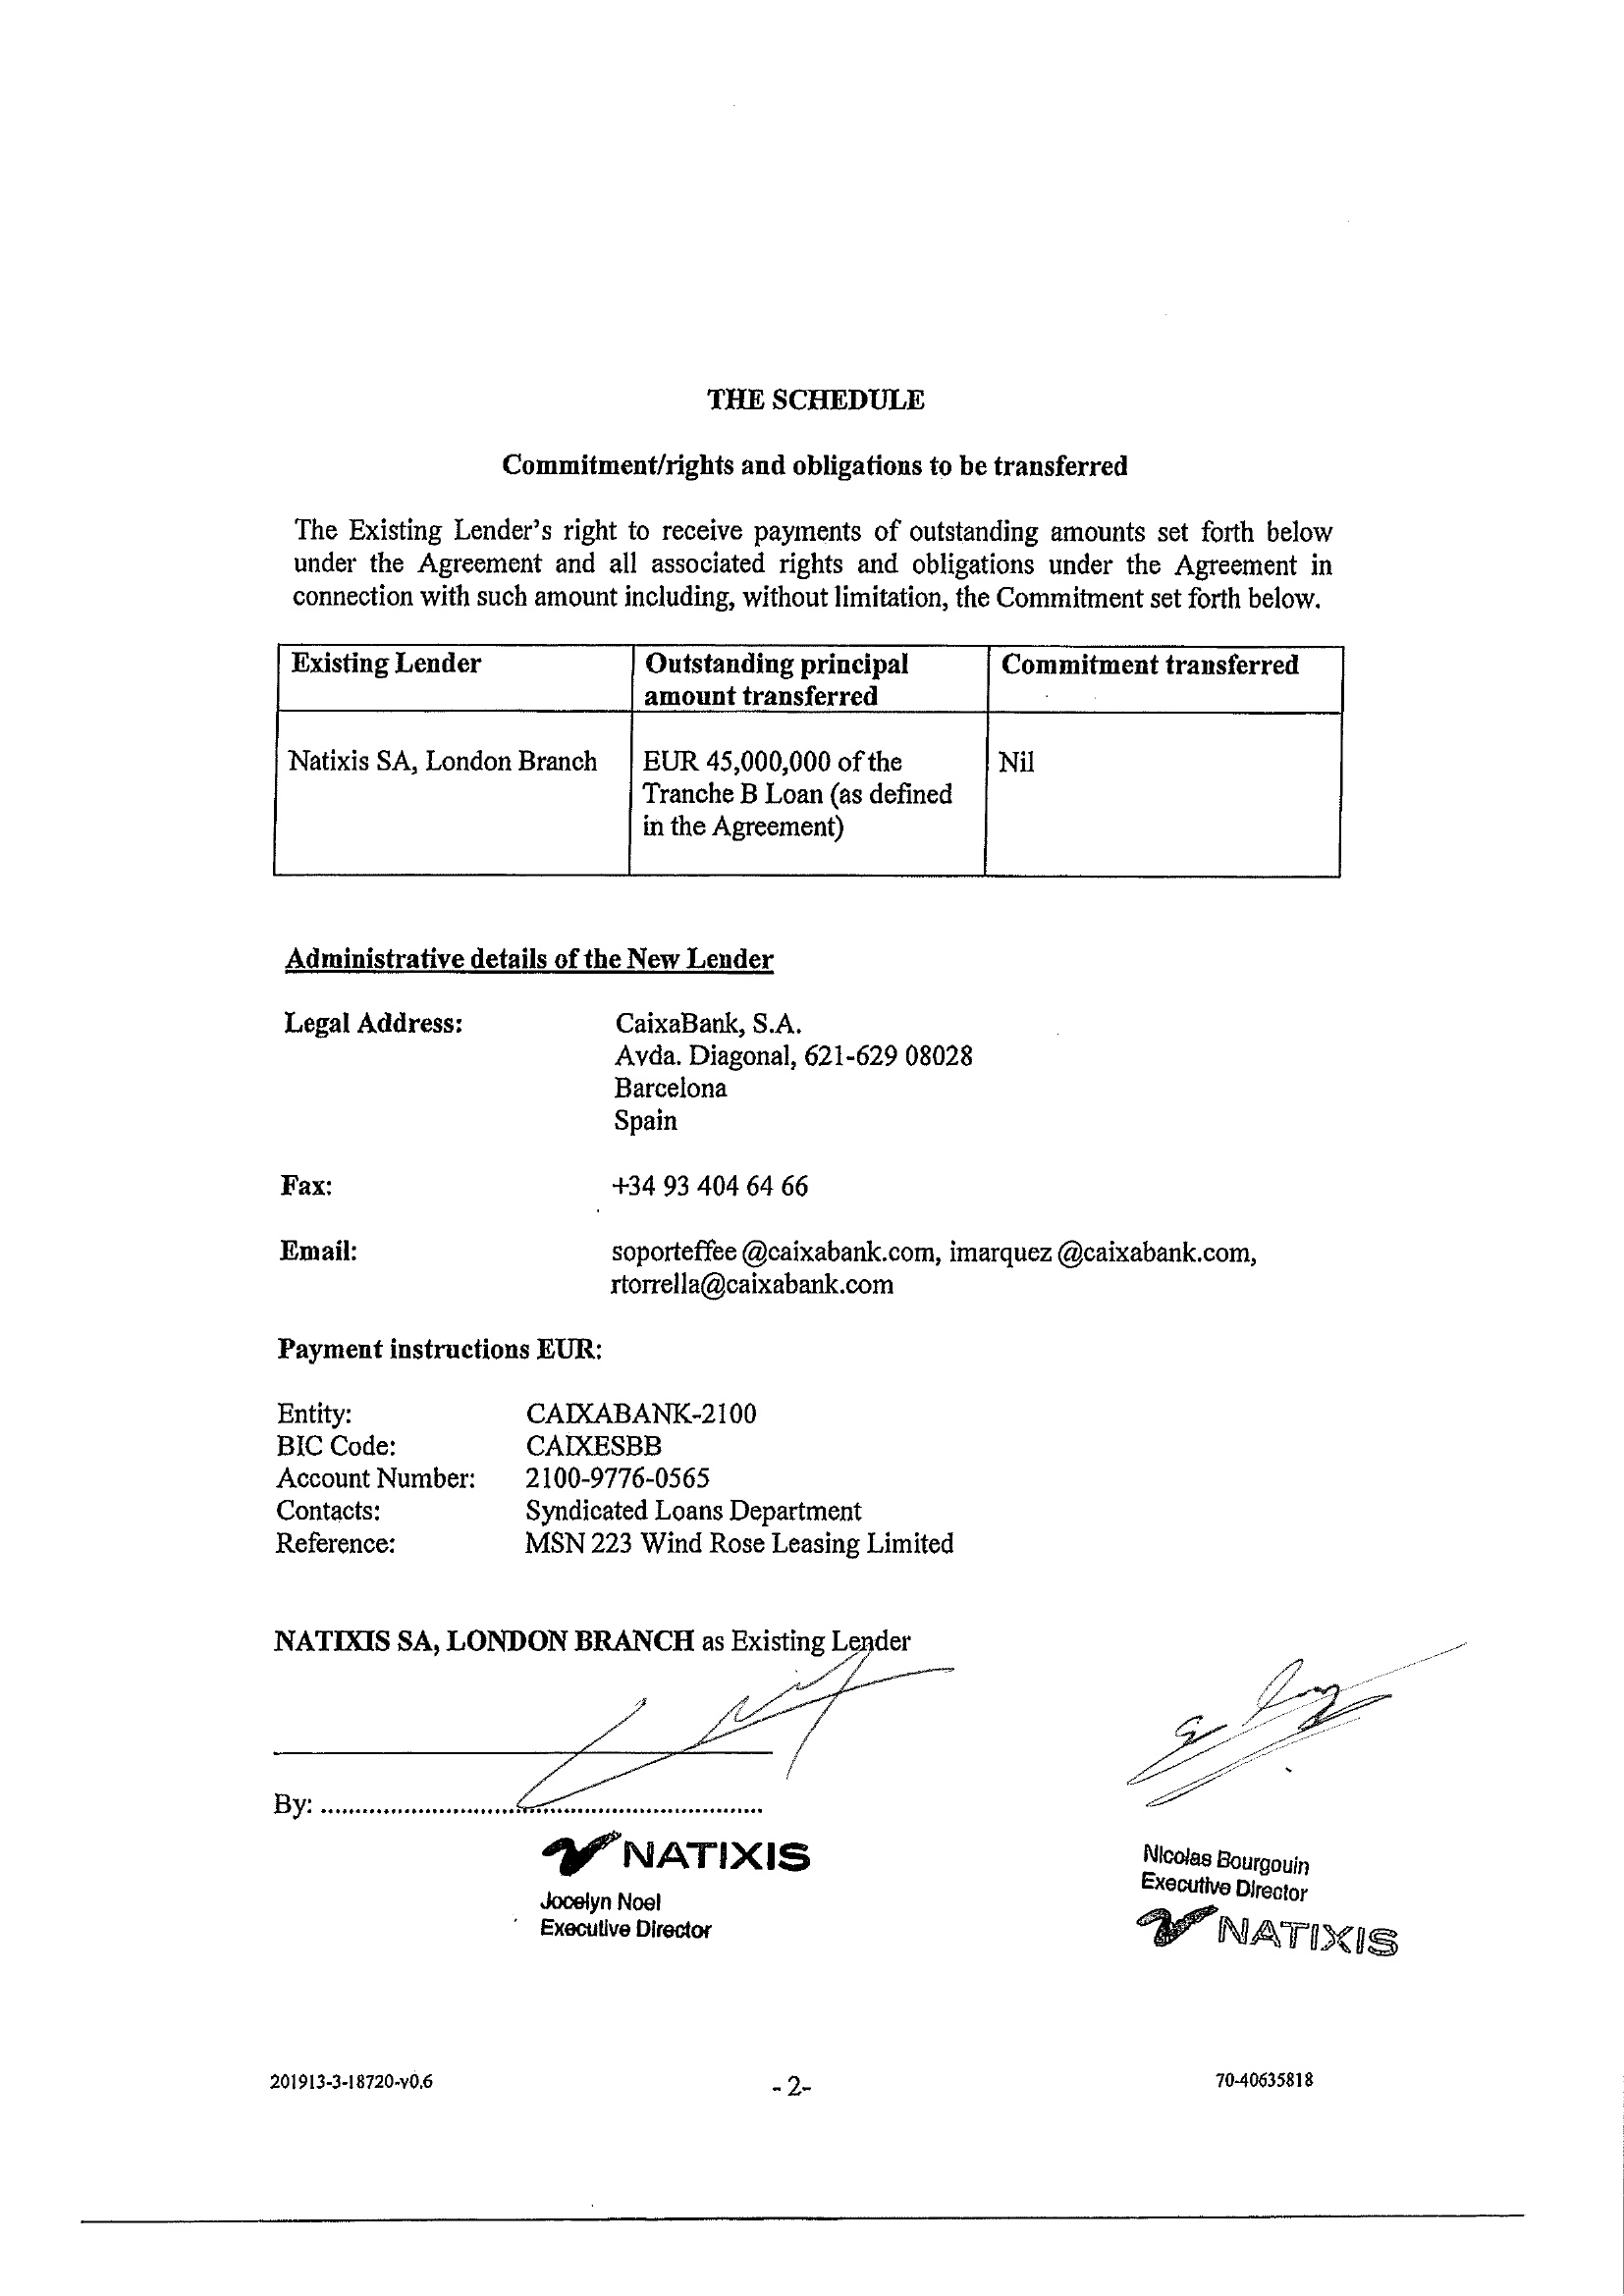 THE SCHEDULE
Commitment/rights and obligations to be transferred
The Existing Lender's right to receive payments of outstanding amounts set forth below
under the Agreement and all associated rights and obligations under the Agreement in
connection with such amount including, without limitation, the Commitment set forth below.
Existing Lender
Outstanding principal
amount transferred
Commitment transferred
Natixis SA, London Branch
EUR 45,000,000 of the
Tranche B Loan (as defined
in the Agreement)
Nil
Administrative details of the New Lender
Legal Address: CaixaBank, S.A.
Avda. Diagonal, 621-629 08028
Barcelona
Spain
Fax: +34 93 404 64 66
Email: soporteffee @caixabank.com, imarquez @caixabank.com,
rtorrella@caixabank.com
Payment instructions EUR:
Entity: CAIXABANK-2100
BIC Code: CAIXESBB
Account Number: 2100-9776-0565
Contacts: Syndicated Loans Department
Reference: MSN 223 Wind Rose Leasing Limited
NATIXIS SA, LONDON BRANCH as Existing Lender
By: ................................................................
NATIXIS
Jocelyn Noel
Executive Director
Nicolas Bourgouin
Executive Director
NATIXIS
201913-3-18720-v0.6
- 2-
70-40635818